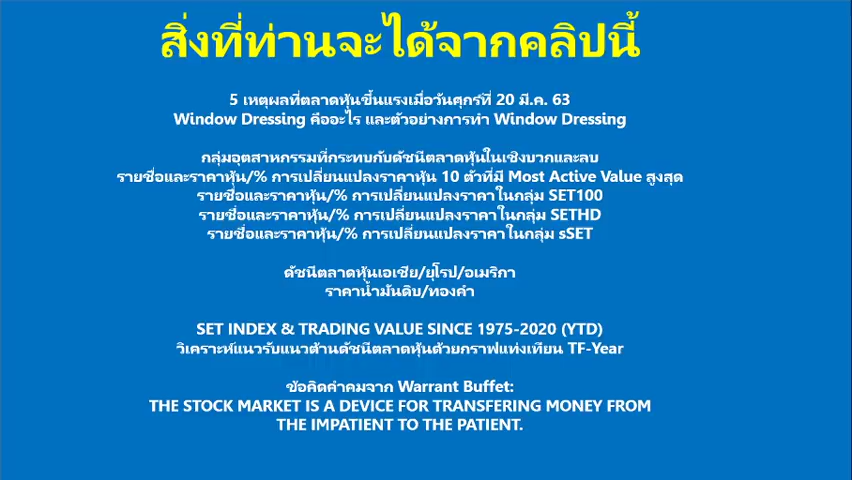 สิ่งที่ท่านจะได้จากคลิปนี้
5 เหตุผลที่ตลาดหุ้นขึ้นแรงเมื่อวันศุกร์ที่ 20 มี.ค. 63
Window Dressing คืออะไร และตัวอย่างการทำ Window Dressing
กลุ่มอุตสาหกรรมที่กระทบกับดัชนีตลาดหุ้นในเชิงบวกและลบ
รายชื่อและราคาหุ้น/% การเปลี่ยนแปลงราคาหุ้น 10 ตัวที่มี Most Active Value สูงสุด
รายชื่อและราคาหุ้น/% การเปลี่ยนแปลงราคาในกลุ่ม SET100
รายชื่อและราคาหุ้น/% การเปลี่ยนแปลงราคาในกลุ่ม SETHD
รายชื่อและราคาหุ้น/% การเปลี่ยนแปลงราคาในกลุ่ม sSET
ดัชนีตลาดหุ้นเอเชีย/ยุโรป/อเมริกา
ราคาน้ำมันดิบ/ทองคำ
SET INDEX & TRADING VALUE SINCE 1975-2020 (YTD)
วิเคราะห์แนวรับแนวต้านดัชนีตลาดหุ้นด้วยกราฟแท่งเทียน TF-Year
ข้อคิดคำคมจาก Warrant Buffet:
THE STOCK MARKET IS A DEVICE FOR TRANSFERING MONEY FROM
THE IMPATIENT TO THE PATIENT.